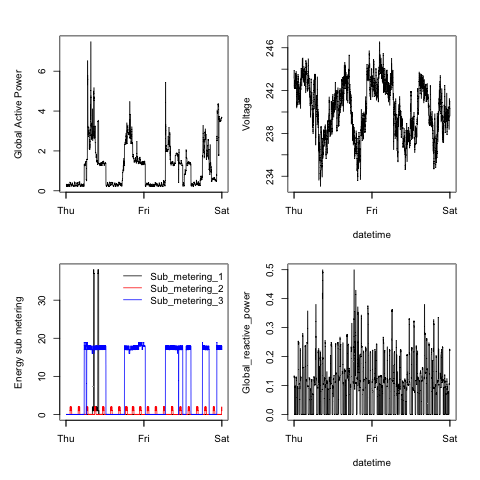 Global Active Power
0 2 4 6
Thu Fri Sat
Voltage
234 238 242 246
Thu Fri Sat
datetime
Energy sub metering
0 10 20 30
Sub_metering_1
Sub_metering_2
Sub_metering_3
Thu Fri Sat
Global_reactive_power
0.0 0.1 0.2 0.3 0.4 0.5
Thu Fri Sat
datetime